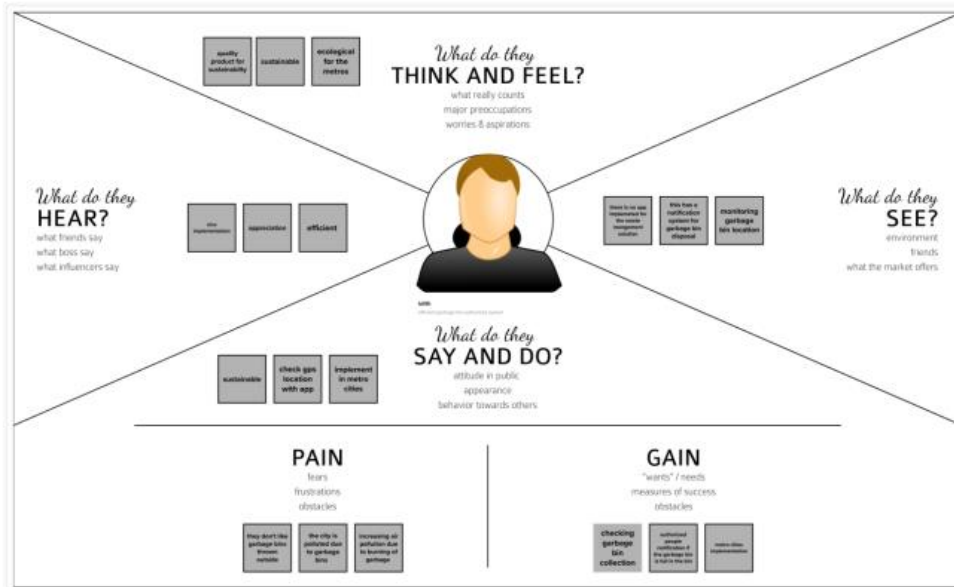 quality
product for
sustainability
sustainable
ecological
for the
metros
What do they
THINK AND FEEL?
what really counts
major preoccupations
worries & aspirations
What do they
HEAR?
what friends say
what boss say
what influencers say
nice
implementation
appreciation
efficient
there is no app
implemented for
the waste
management
solution
this has a
notification
system for
garbage bin
disposal
monitoring
garbage
bin location
What do they
SEE?
environment
friends
what the market offers
What do they
SAY AND DO?
attitude in public
appearance
behavior towards others
sustainable
check gps
location
with app
implement
in metro
cities
PAIN
fears
frustrations
obstacles
they don't like
garbage bins
thrown
outside
the city is
polluted due
to garbage
bins
increasing air
pollution due
to burning of
garbage
GAIN
"wants" / needs
measures of success
obstacles
checking
garbage
bin
collection
authorized
people
notification if
the garbage bin
is full in the bin
metro cities
implementation